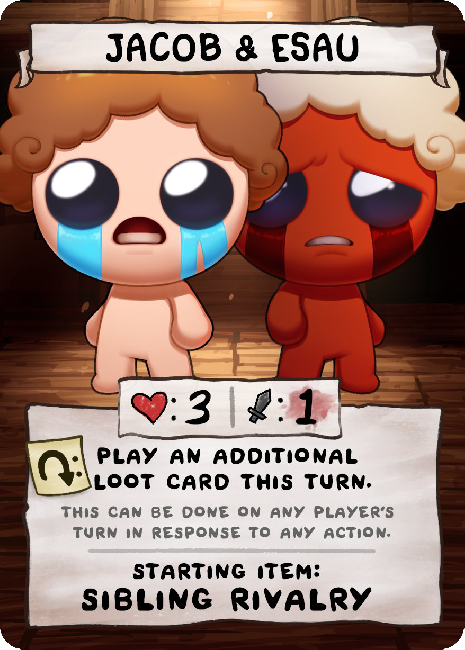 JACOB & ESAU
:3 | :1
: PLAY AN ADDITIONAL
LOOT CARD THIS TURN.
THIS CAN BE DONE ON ANY PLAYER'S
TURN IN RESPONSE TO ANY ACTION.
STARTING ITEM:
SIBLING RIVALRY